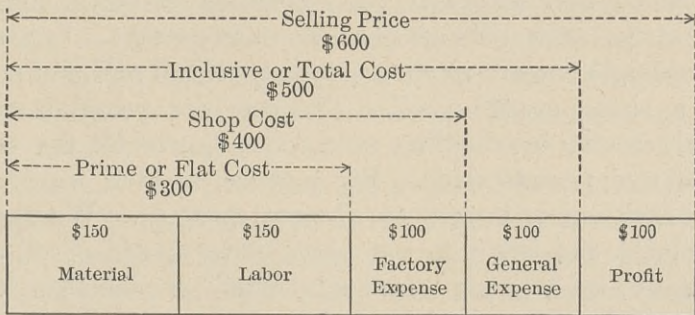 Selling Price
$600
Inclusive or Total Cost
$500
Shop Cost
$400
Prime or Flat Cost
$300
$150 $150 $100 $100 $100
Material Labor Factory Expense General Expense Profit